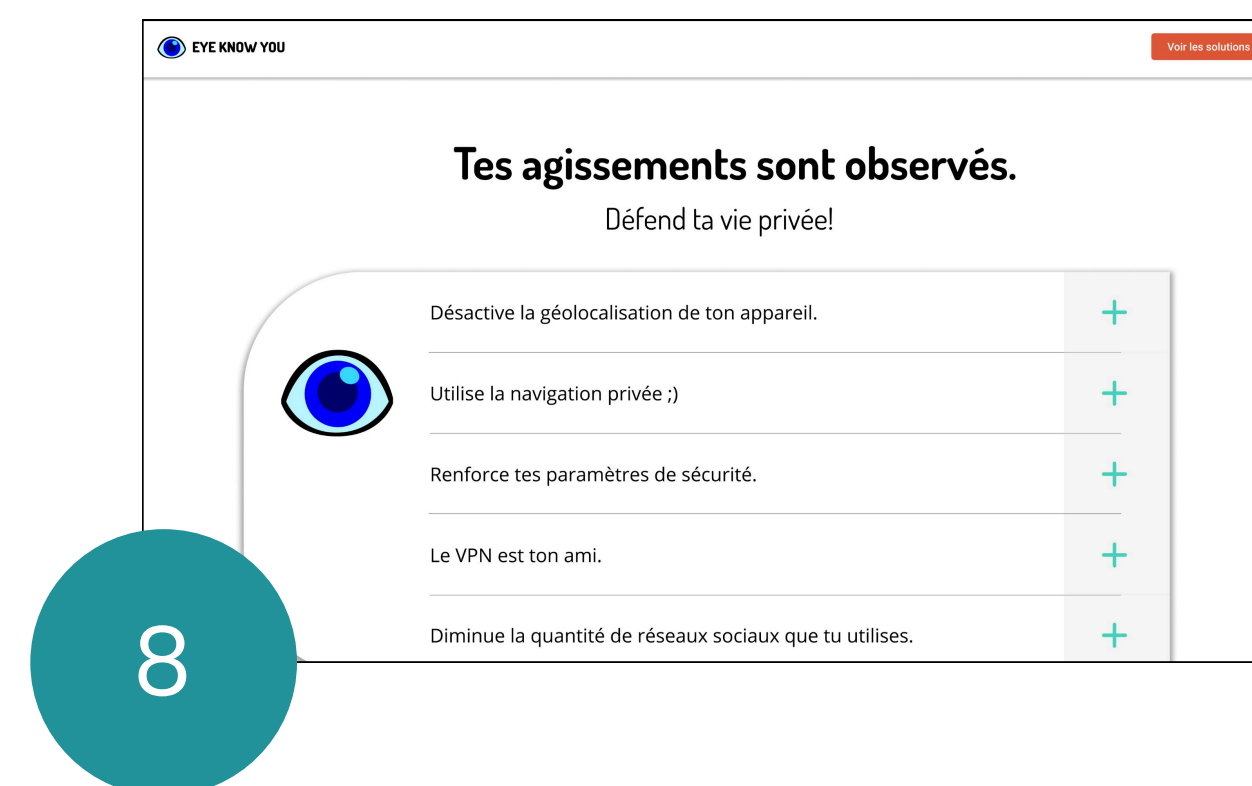 EYE KNOW YOU
Voir les solutions
Tes agissements sont observés.
Défend ta vie privée!
Désactive la géolocalisation de ton appareil.
Utilise la navigation privée ;)
Renforce tes paramètres de sécurité.
Le VPN est ton ami.
Diminue la quantité de réseaux sociaux que tu utilises.
8